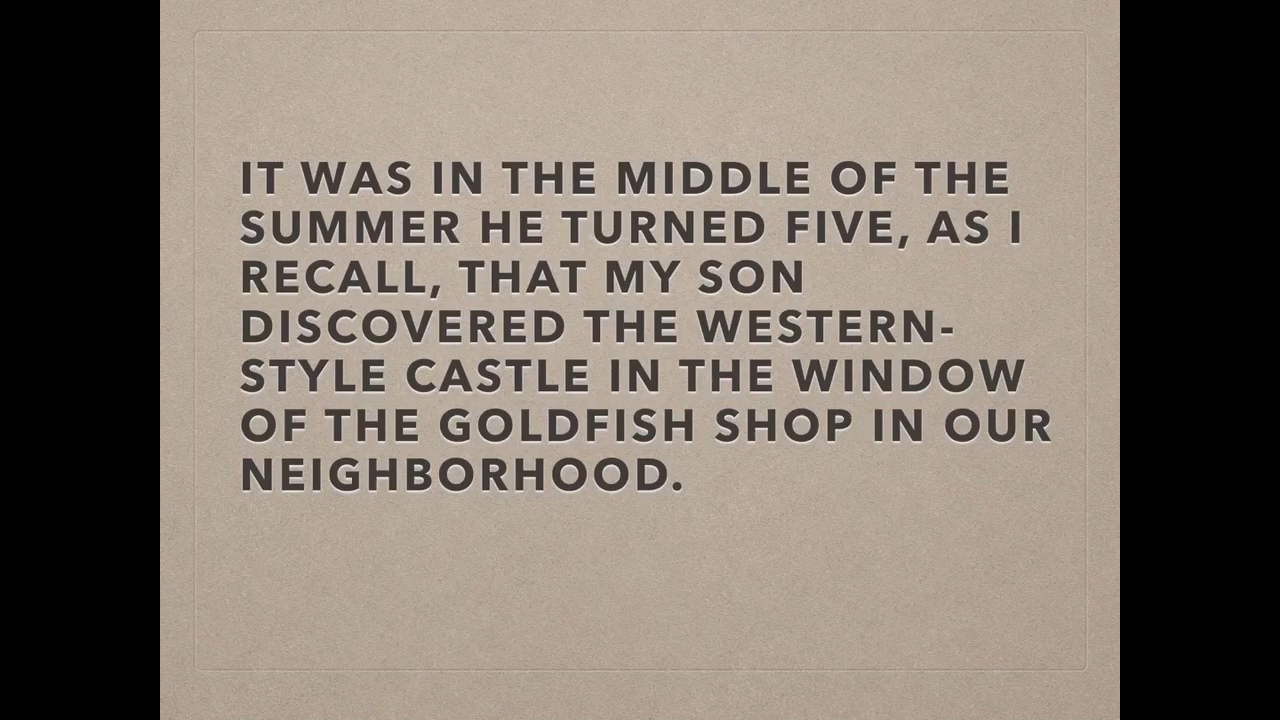 IT WAS IN THE MIDDLE OF THE
SUMMER HE TURNED FIVE, AS I
RECALL, THAT MY SON
DISCOVERED THE WESTERN-
STYLE CASTLE IN THE WINDOW
OF THE GOLDFISH SHOP IN OUR
NEIGHBORHOOD.